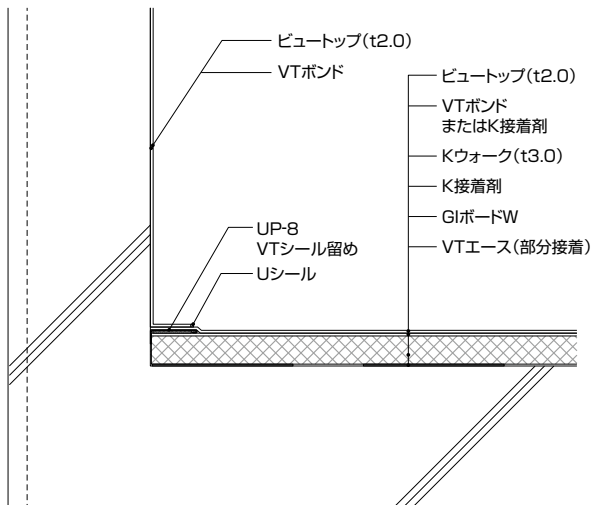 ビュートップ(t2.0)
VTボンド
ビュートップ(t2.0)
VTボンド
またはK接着剤
Kウォーク(t3.0)
K接着剤
GIボードW
VTエース(部分接着)
UP-8
VTシール留め
Uシール